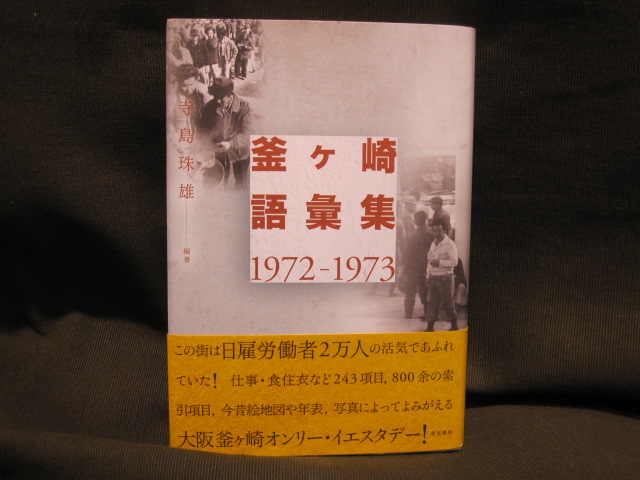 寺島珠雄
編著
釜ヶ崎
語彙集
1972-1973
この街は日雇労働者2万人の活気であふれ
ていた! 仕事・食住衣など243項目,800余の索
引項目,今昔絵地図や年表,写真によってよみがえる
大阪釜ヶ崎オンリー・イエスタデー!